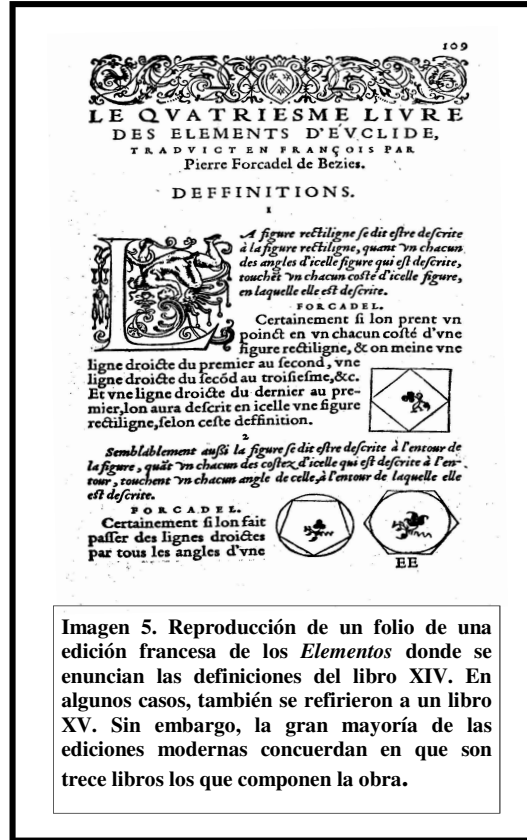 109
LE QVATRIESME LIVRE
DES ELEMENTS D'EVCLIDE,
TRADVICT EN FRANÇOIS PAR
Pierre Forcadel de Bezies.
DEFFINITIONS.
1
LA figure rectiligne se dit estre descrite
à la figure rectiligne, quant vn chacun
des angles d'icelle figure qui est descrite,
touchēt vn chacun costé d'icelle figure,
en laquelle elle est descrite.
FORCADEL.
Certainement ſi lon prent vn
poinct en vn chacun coſté d'vne
figure rectiligne, & on meine vne
ligne droicte du premier au ſecond, vne
ligne droicte du ſecōd au troiſieſme,&c.
Et vne ligne droicte du dernier au pre-
mier,lon aura deſcrit en icelle vne figure
rectiligne,ſelon ceſte deffinition.
2
Semblablement auſſi la figure ſe dit eſtre deſcrite à l'entour de
la figure, quāt vn chacun des coſtez d'icelle qui eſt deſcrite à l'en-
tour, touchent vn chacun angle de celle,à l'entour de laquelle elle
eſt deſcrite.
FORCADEL.
Certainement ſi lon fait
paſſer des lignes droictes
par tous les angles d'vne
EE
Imagen 5. Reproducción de un folio de una
edición francesa de los Elementos donde se
enuncian las definiciones del libro XIV. En
algunos casos, también se refirieron a un libro
XV. Sin embargo, la gran mayoría de las
ediciones modernas concuerdan en que son
trece libros los que componen la obra.